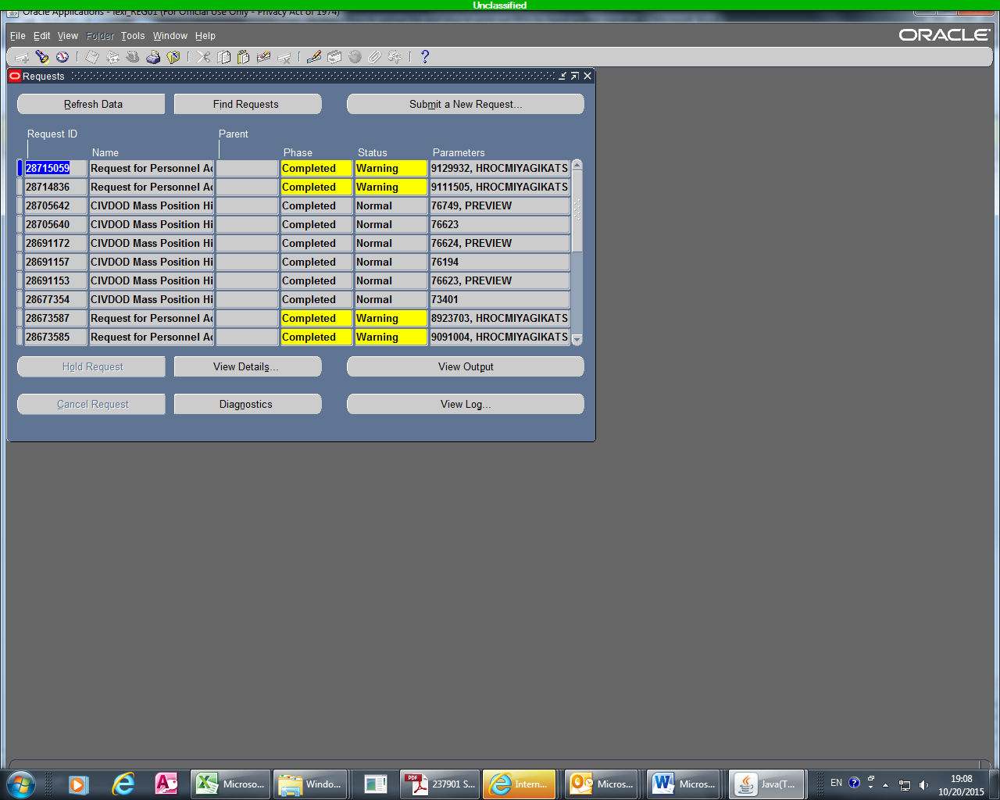 Unclassified
Oracle Applications - Texi_REG01 (For Official Use Only - Privacy Act of 1974)
File Edit View Folder Tools Window Help
ORACLE
Requests
Refresh Data Find Requests Submit a New Request...
Request ID Parent
Name Phase Status Parameters
28715059 Request for Personnel Ac Completed Warning 9129932, HROCMIYAGIKATS
28714836 Request for Personnel Ac Completed Warning 9111505, HROCMIYAGIKATS
28705642 CIVDOD Mass Position Hi Completed Normal 76749, PREVIEW
28705640 CIVDOD Mass Position Hi Completed Normal 76623
28691172 CIVDOD Mass Position Hi Completed Normal 76624, PREVIEW
28691157 CIVDOD Mass Position Hi Completed Normal 76194
28691153 CIVDOD Mass Position Hi Completed Normal 76623, PREVIEW
28677354 CIVDOD Mass Position Hi Completed Normal 73401
28673587 Request for Personnel Ac Completed Warning 8923703, HROCMIYAGIKATS
28673585 Request for Personnel Ac Completed Warning 9091004, HROCMIYAGIKATS
Hold Request View Details... View Output
Cancel Request Diagnostics View Log...
Microso... Windo... 237901 S... Intern... Micros... Micros... Java(T... EN 19:08
10/20/2015